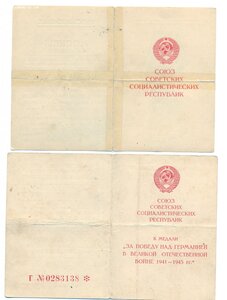 СОЮЗ
СОВЕТСКИХ
СОЦИАЛИСТИЧЕСКИХ
РЕСПУБЛИК
СОЮЗ
СОВЕТСКИХ
СОЦИАЛИСТИЧЕСКИХ
РЕСПУБЛИК
К МЕДАЛИ
„ЗА ПОБЕДУ НАД ГЕРМАНИЕЙ
В ВЕЛИКОЙ ОТЕЧЕСТВЕННОЙ
ВОЙНЕ 1941—1945 гг."
Г №0283138 ✻